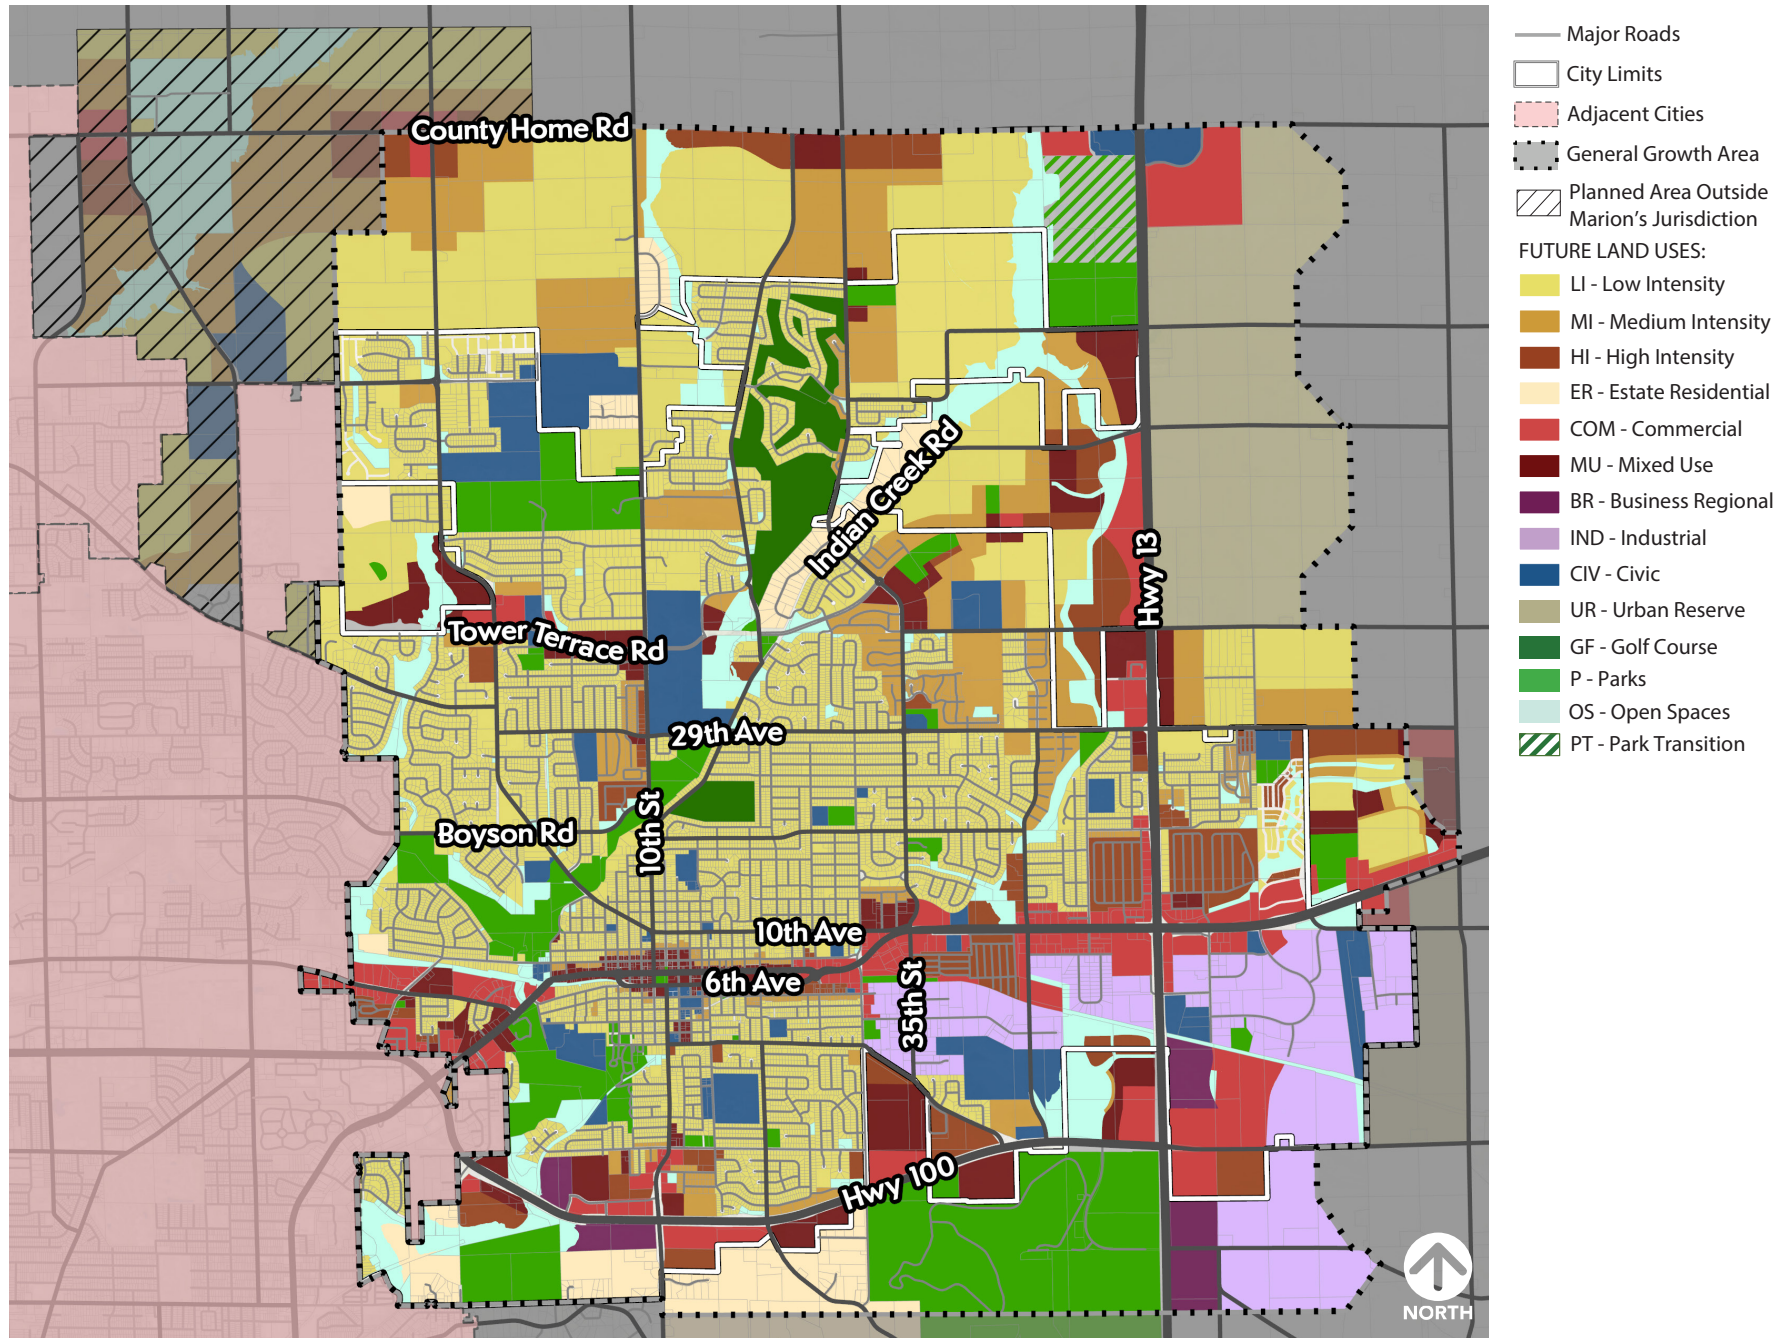 County Home Rd
Indian Creek Rd
Hwy 13
Tower Terrace Rd
29th Ave
10th St
Boyson Rd
10th Ave
6th Ave
35th St
Hwy 100
NORTH
Major Roads
City Limits
Adjacent Cities
General Growth Area
Planned Area Outside
Marion's Jurisdiction
FUTURE LAND USES:
LI - Low Intensity
MI - Medium Intensity
HI - High Intensity
ER - Estate Residential
COM - Commercial
MU - Mixed Use
BR - Business Regional
IND - Industrial
CIV - Civic
UR - Urban Reserve
GF - Golf Course
P - Parks
OS - Open Spaces
PT - Park Transition